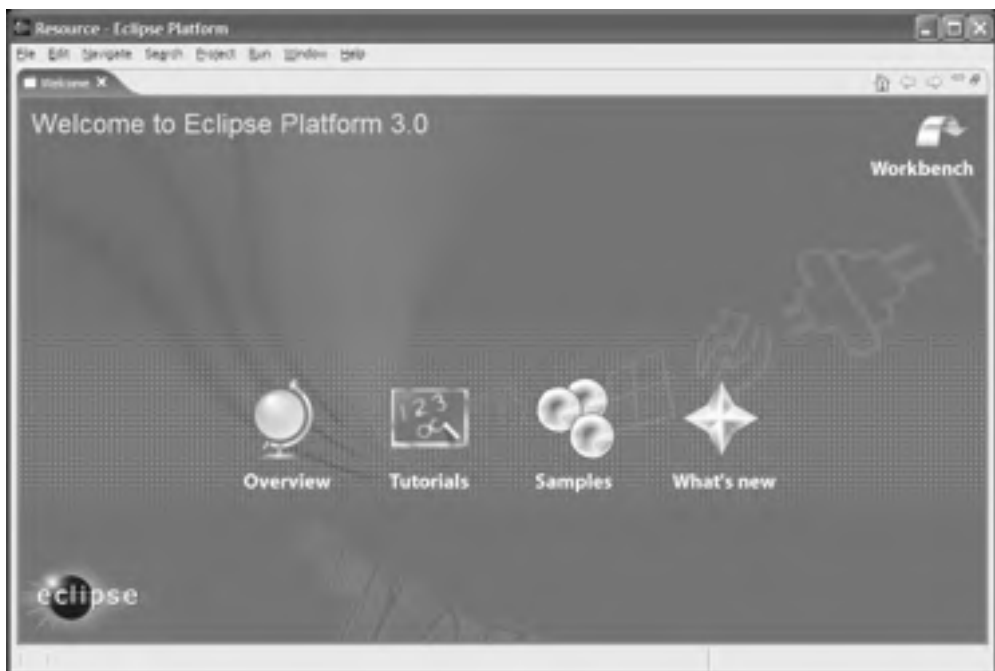 Resource - Eclipse Platform
File Edit Navigate Search Project Run Window Help
Welcome
Welcome to Eclipse Platform 3.0
Workbench
Overview Tutorials Samples What's new
eclipse